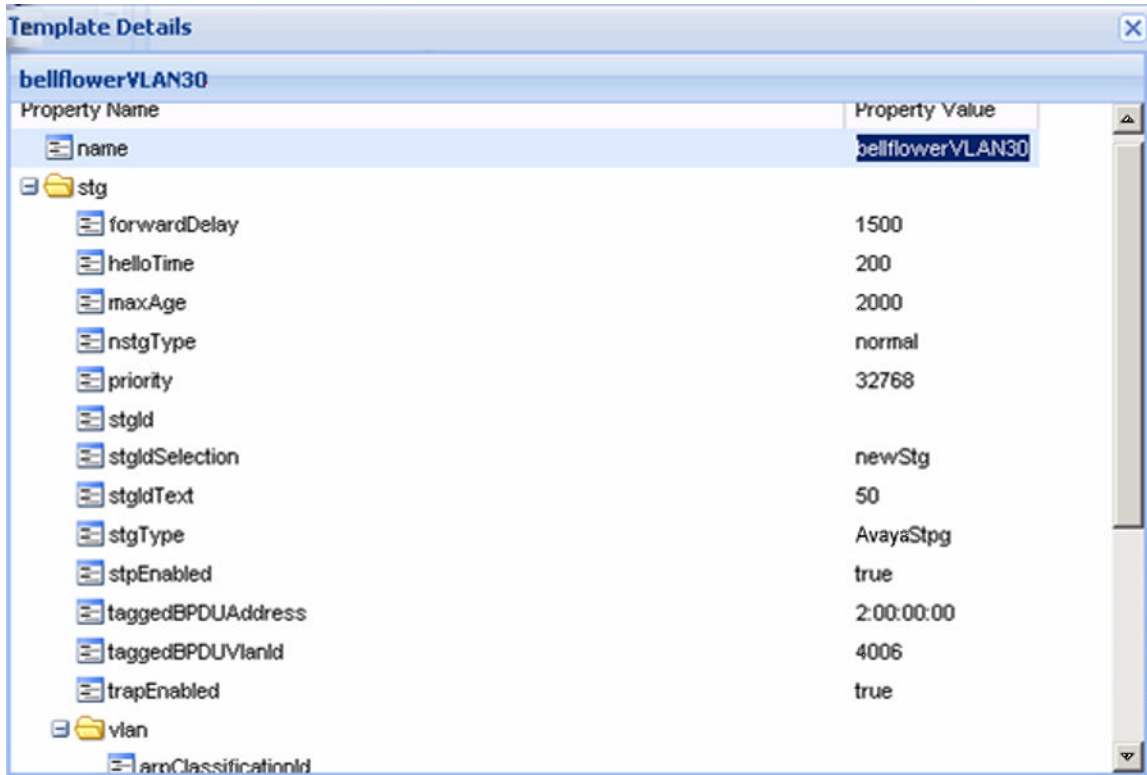 Template Details
bellflowerVLAN30
Property Name Property Value
name bellflowerVLAN30
stg
forwardDelay 1500
helloTime 200
maxAge 2000
nstgType normal
priority 32768
stgId
stgIdSelection newStg
stgIdText 50
stgType AvayaStpg
stpEnabled true
taggedBPDUAddress 2:00:00:00
taggedBPDUVlanId 4006
trapEnabled true
vlan
arpClassificationId